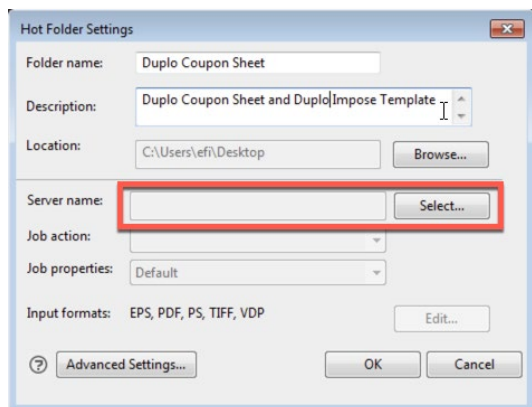 Hot Folder Settings
Folder name: Duplo Coupon Sheet
Description: Duplo Coupon Sheet and Duplo Impose Template
Location: C:\Users\efi\Desktop Browse...
Server name: Select...
Job action:
Job properties: Default
Input formats: EPS, PDF, PS, TIFF, VDP Edit...
? Advanced Settings... OK Cancel